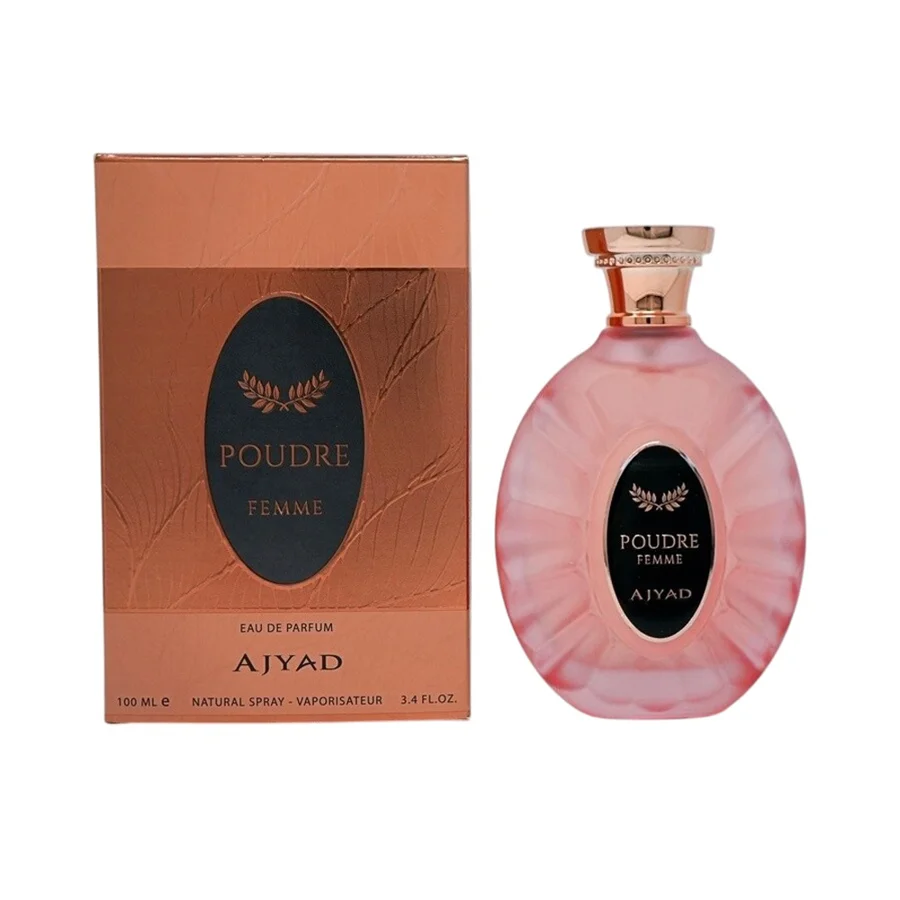 POUDRE
FEMME
EAU DE PARFUM
AJYAD
100 ML e NATURAL SPRAY - VAPORISATEUR 3.4 FL.OZ.
POUDRE
FEMME
AJYAD